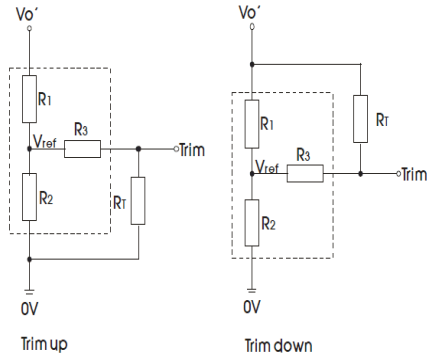 Vo′
R1
R3
Vref
Trim
R2
RT
0V
Trim up
Vo′
R1
RT
R3
Vref
Trim
R2
0V
Trim down